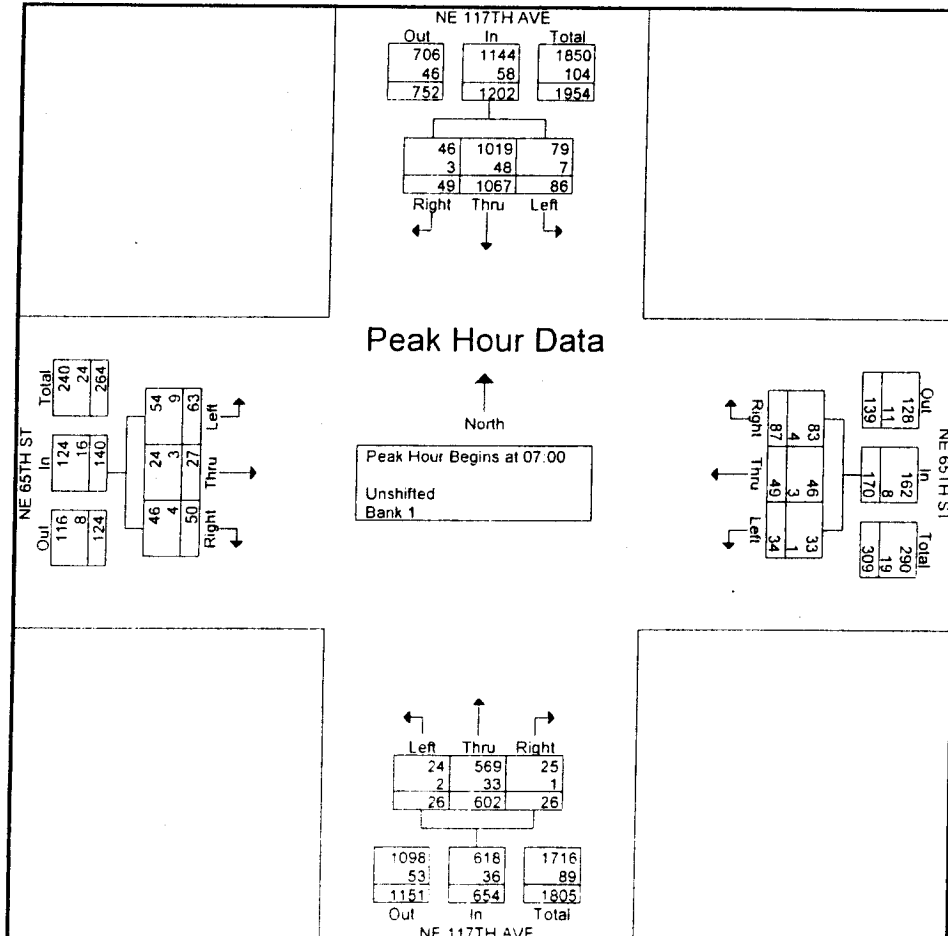 NE 117TH AVE
Out In Total
706 1144 1850
46 58 104
752 1202 1954
46 1019 79
3 48 7
49 1067 86
Right Thru Left
Peak Hour Data
North
Peak Hour Begins at 07:00
Unshifted
Bank 1
NE 65TH ST
Total
240
24
264
In
124
16
140
Out
116
8
124
Left
54
9
63
Thru
24
3
27
Right
46
4
50
Right
87
4
83
Thru
49
3
46
Left
34
1
33
Out
139
11
128
In
170
8
162
Total
309
19
290
NE 65TH ST
Left Thru Right
24 569 25
2 33 1
26 602 26
1098 618 1716
53 36 89
1151 654 1805
Out In Total
NE 117TH AVE